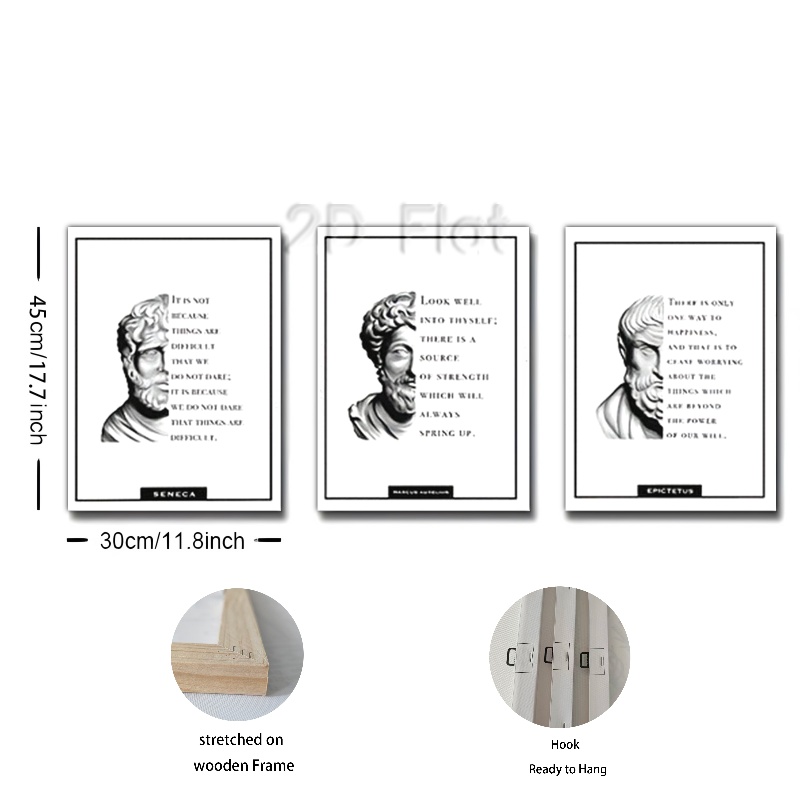 2D Flat
IT IS NOT
BECAUSE
THINGS ARE
DIFFICULT
THAT WE
DO NOT DARE;
IT IS BECAUSE
WE DO NOT DARE
THAT THINGS ARE
DIFFICULT.
SENECA
LOOK WELL
INTO THYSELF;
THERE IS A
SOURCE
OF STRENGTH
WHICH WILL
ALWAYS
SPRING UP.
MARCUS AURELIUS
THERE IS ONLY
ONE WAY TO
HAPPINESS,
AND THAT IS TO
CEASE WORRYING
ABOUT THE
THINGS WHICH
ARE BEYOND
THE POWER
OF OUR WILL.
EPICTETUS
45cm/17.7inch
30cm/11.8inch
stretched on
wooden Frame
Hook
Ready to Hang